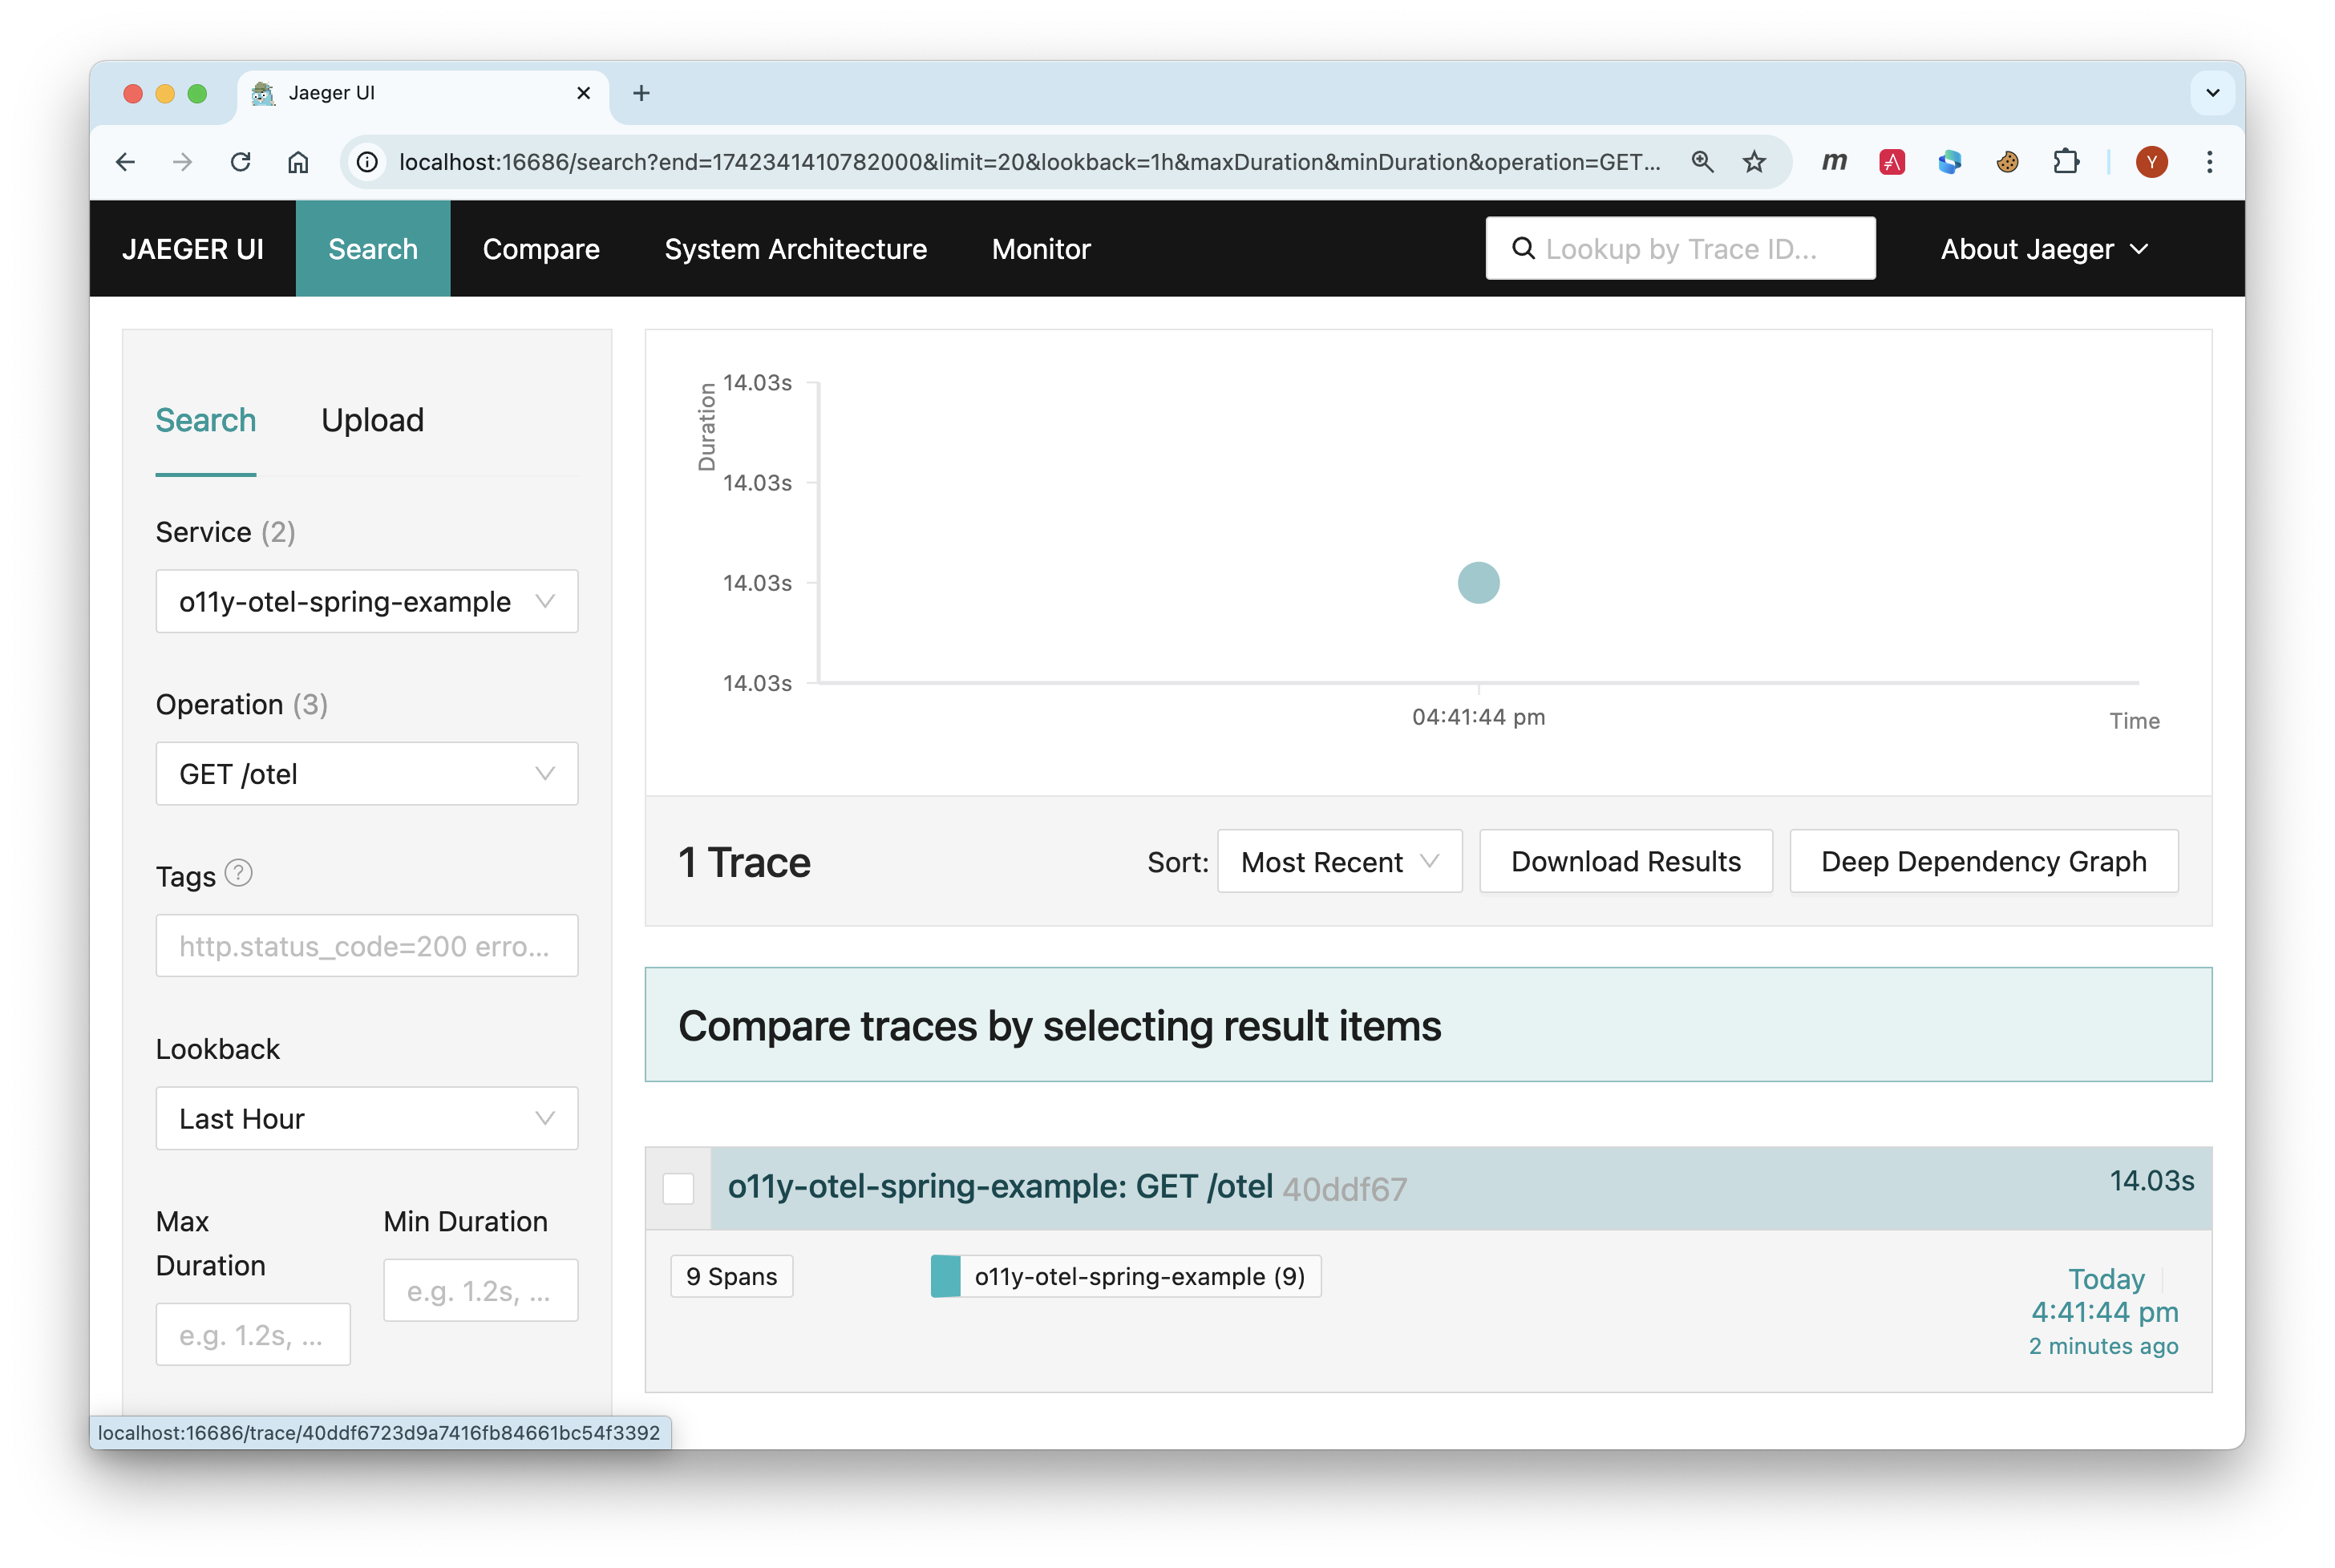 Jaeger UI
localhost:16686/search?end=1742341410782000&limit=20&lookback=1h&maxDuration&minDuration&operation=GET...
m
Y
JAEGER UI
Search
Compare
System Architecture
Monitor
Lookup by Trace ID...
About Jaeger
Search
Upload
Service (2)
o11y-otel-spring-example
Operation (3)
GET /otel
Tags ?
http.status_code=200 erro...
Lookback
Last Hour
Max Duration
e.g. 1.2s, ...
Min Duration
e.g. 1.2s, ...
Duration
14.03s
14.03s
14.03s
14.03s
04:41:44 pm
Time
1 Trace
Sort: Most Recent
Download Results
Deep Dependency Graph
Compare traces by selecting result items
o11y-otel-spring-example: GET /otel 40ddf67
14.03s
9 Spans
o11y-otel-spring-example (9)
Today
4:41:44 pm
2 minutes ago
localhost:16686/trace/40ddf6723d9a7416fb84661bc54f3392